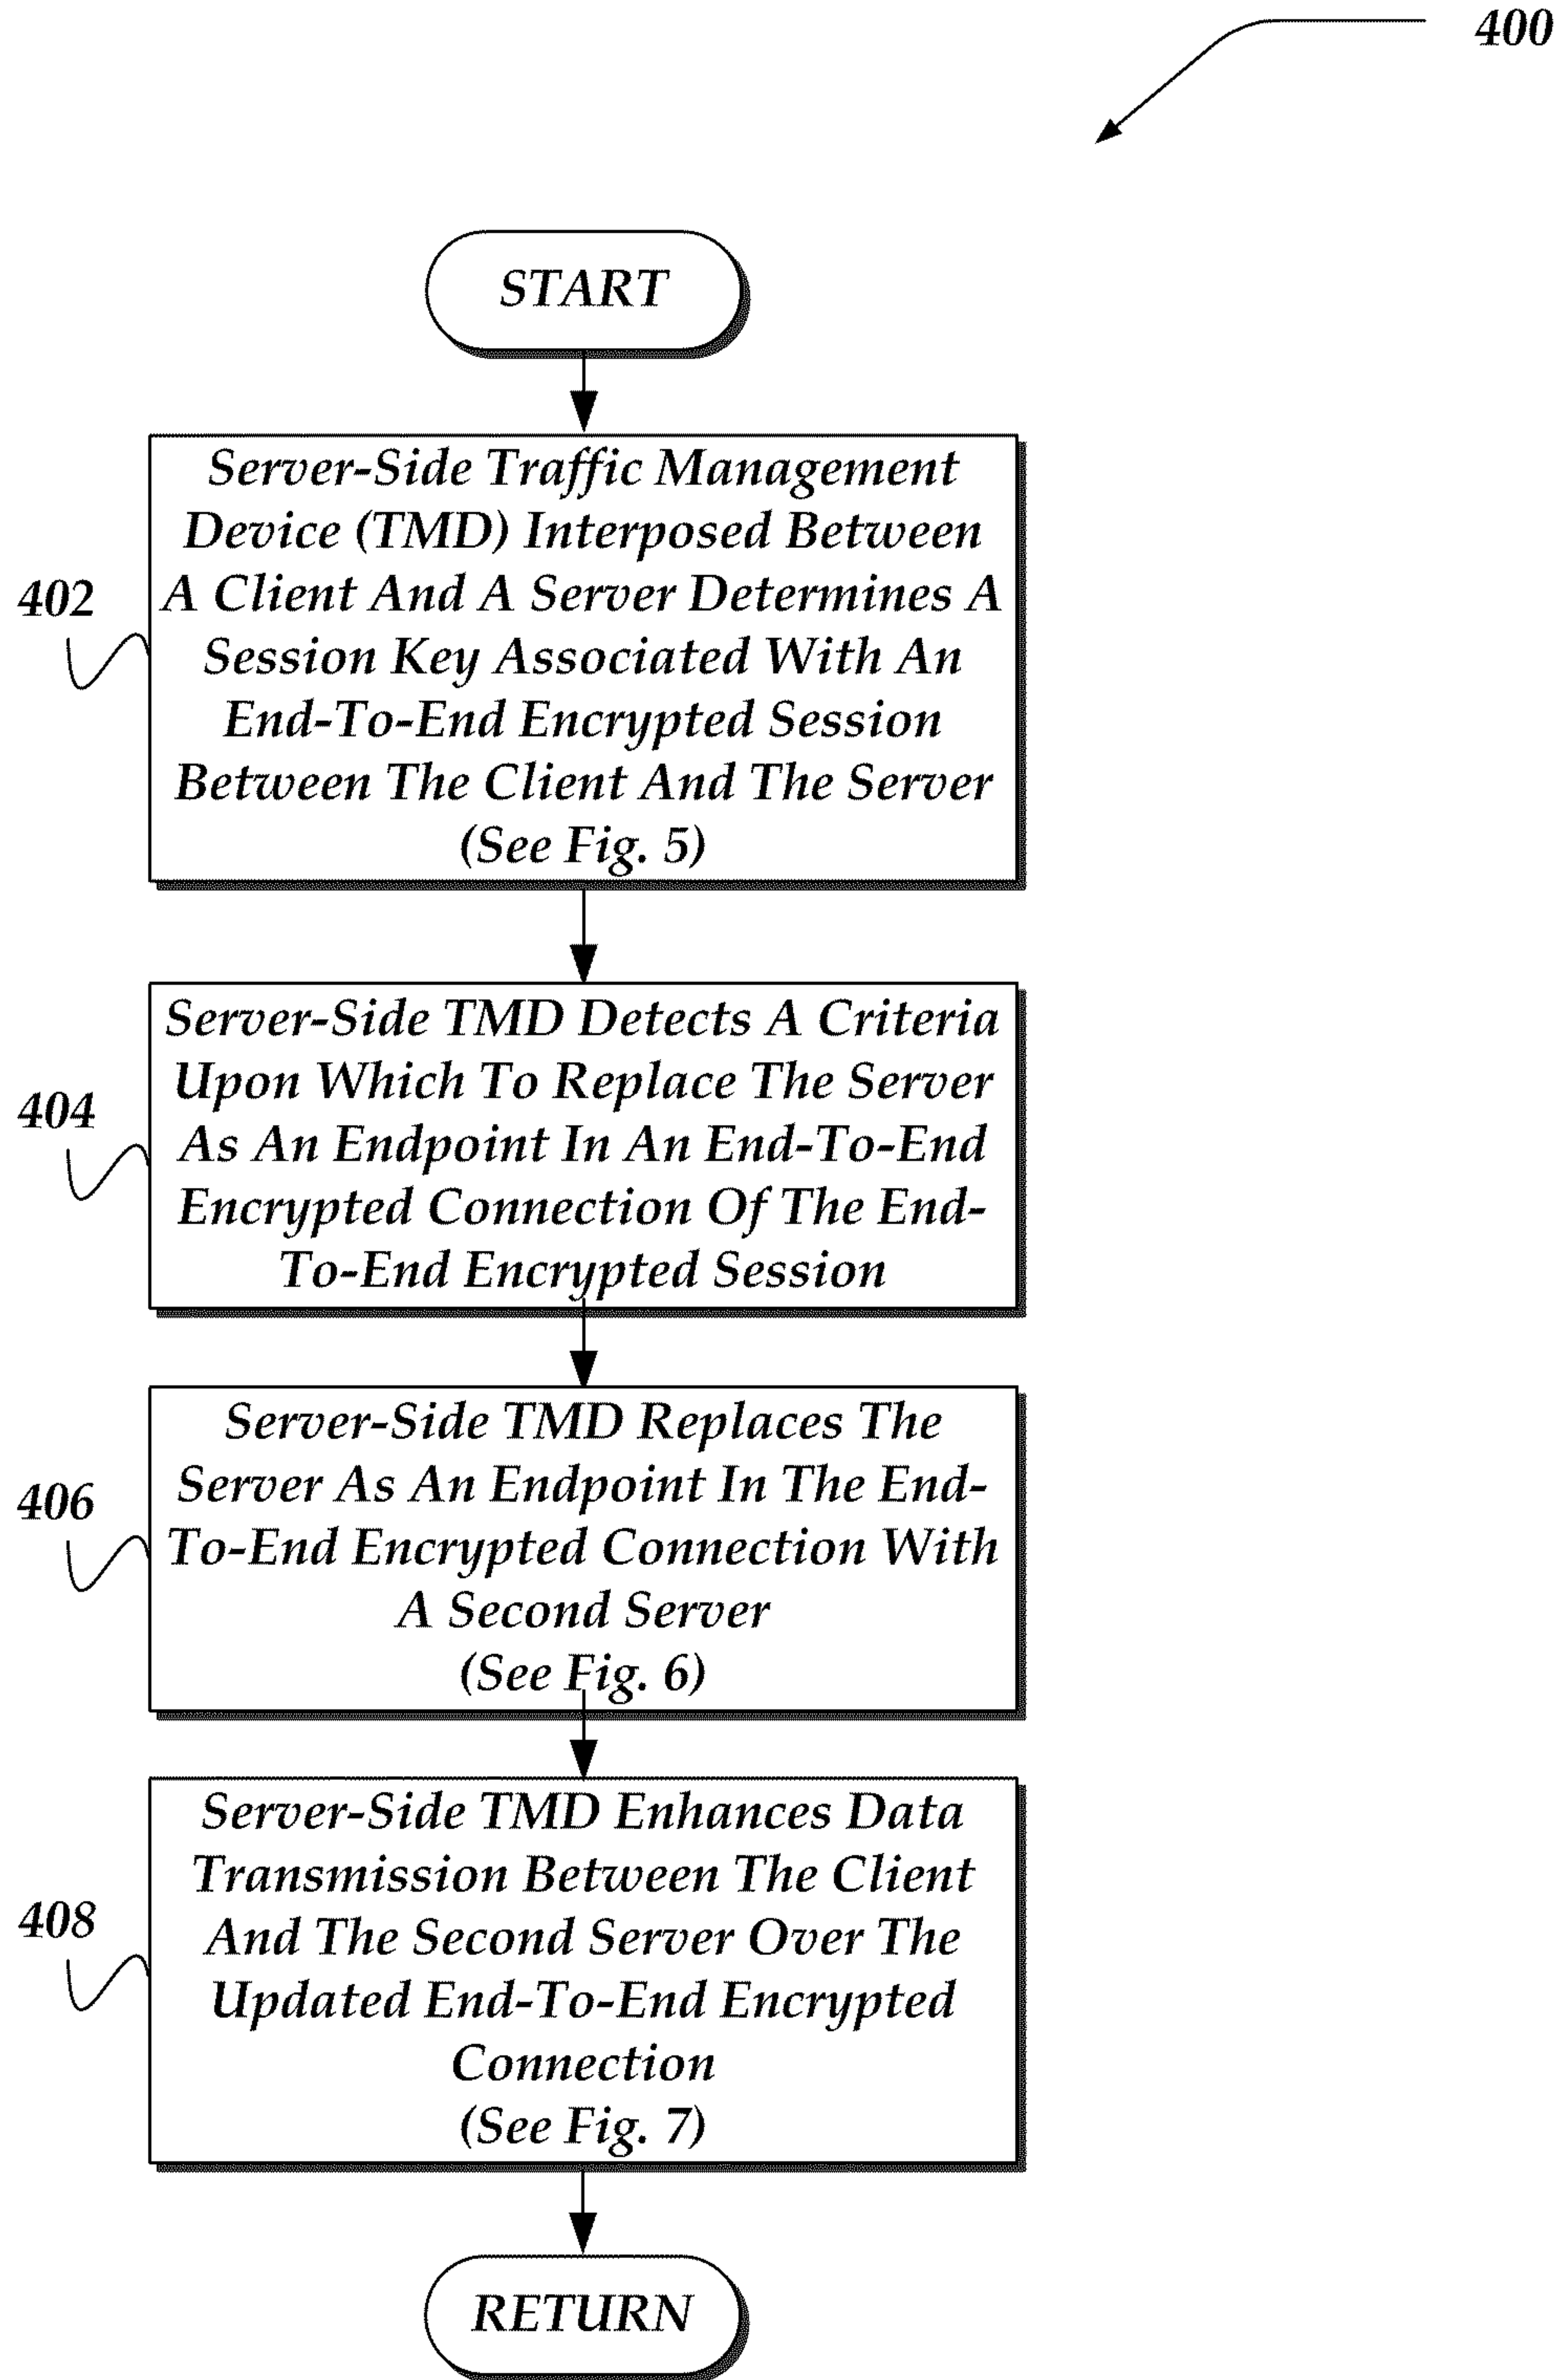 400
START
402
Server-Side Traffic Management
Device (TMD) Interposed Between
A Client And A Server Determines A
Session Key Associated With An
End-To-End Encrypted Session
Between The Client And The Server
(See Fig. 5)
404
Server-Side TMD Detects A Criteria
Upon Which To Replace The Server
As An Endpoint In An End-To-End
Encrypted Connection Of The End-
To-End Encrypted Session
406
Server-Side TMD Replaces The
Server As An Endpoint In The End-
To-End Encrypted Connection With
A Second Server
(See Fig. 6)
408
Server-Side TMD Enhances Data
Transmission Between The Client
And The Second Server Over The
Updated End-To-End Encrypted
Connection
(See Fig. 7)
RETURN